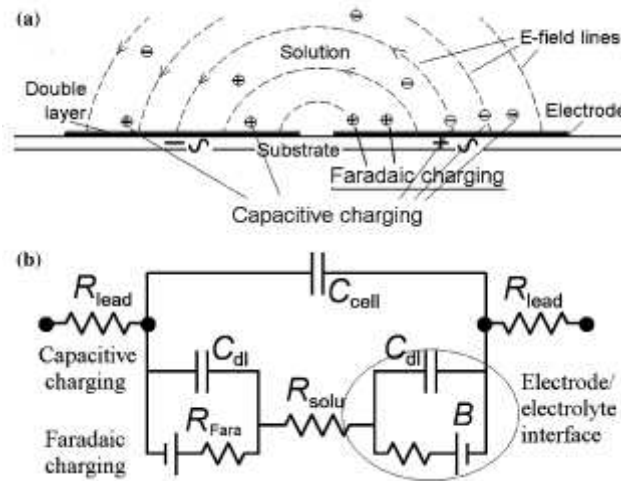 (a)
E-field lines
Solution
Double
layer
Electrode
Substrate
Faradaic charging
Capacitive charging
(b)
R_lead
C_cell
R_lead
Capacitive
charging
C_dl
R_solu
C_dl
Electrode/
electrolyte
interface
R_Fara
B
Faradaic
charging